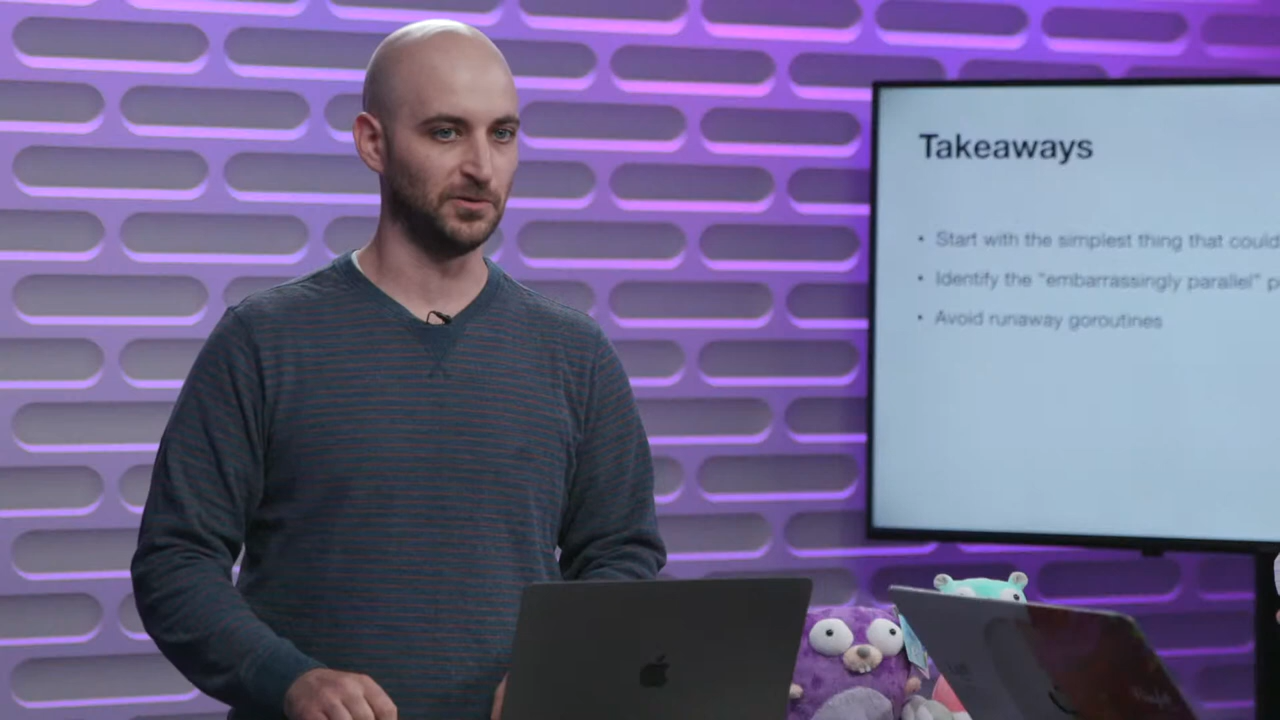 Takeaways
• Start with the simplest thing that could
• Identify the "embarrassingly parallel" p
• Avoid runaway goroutines